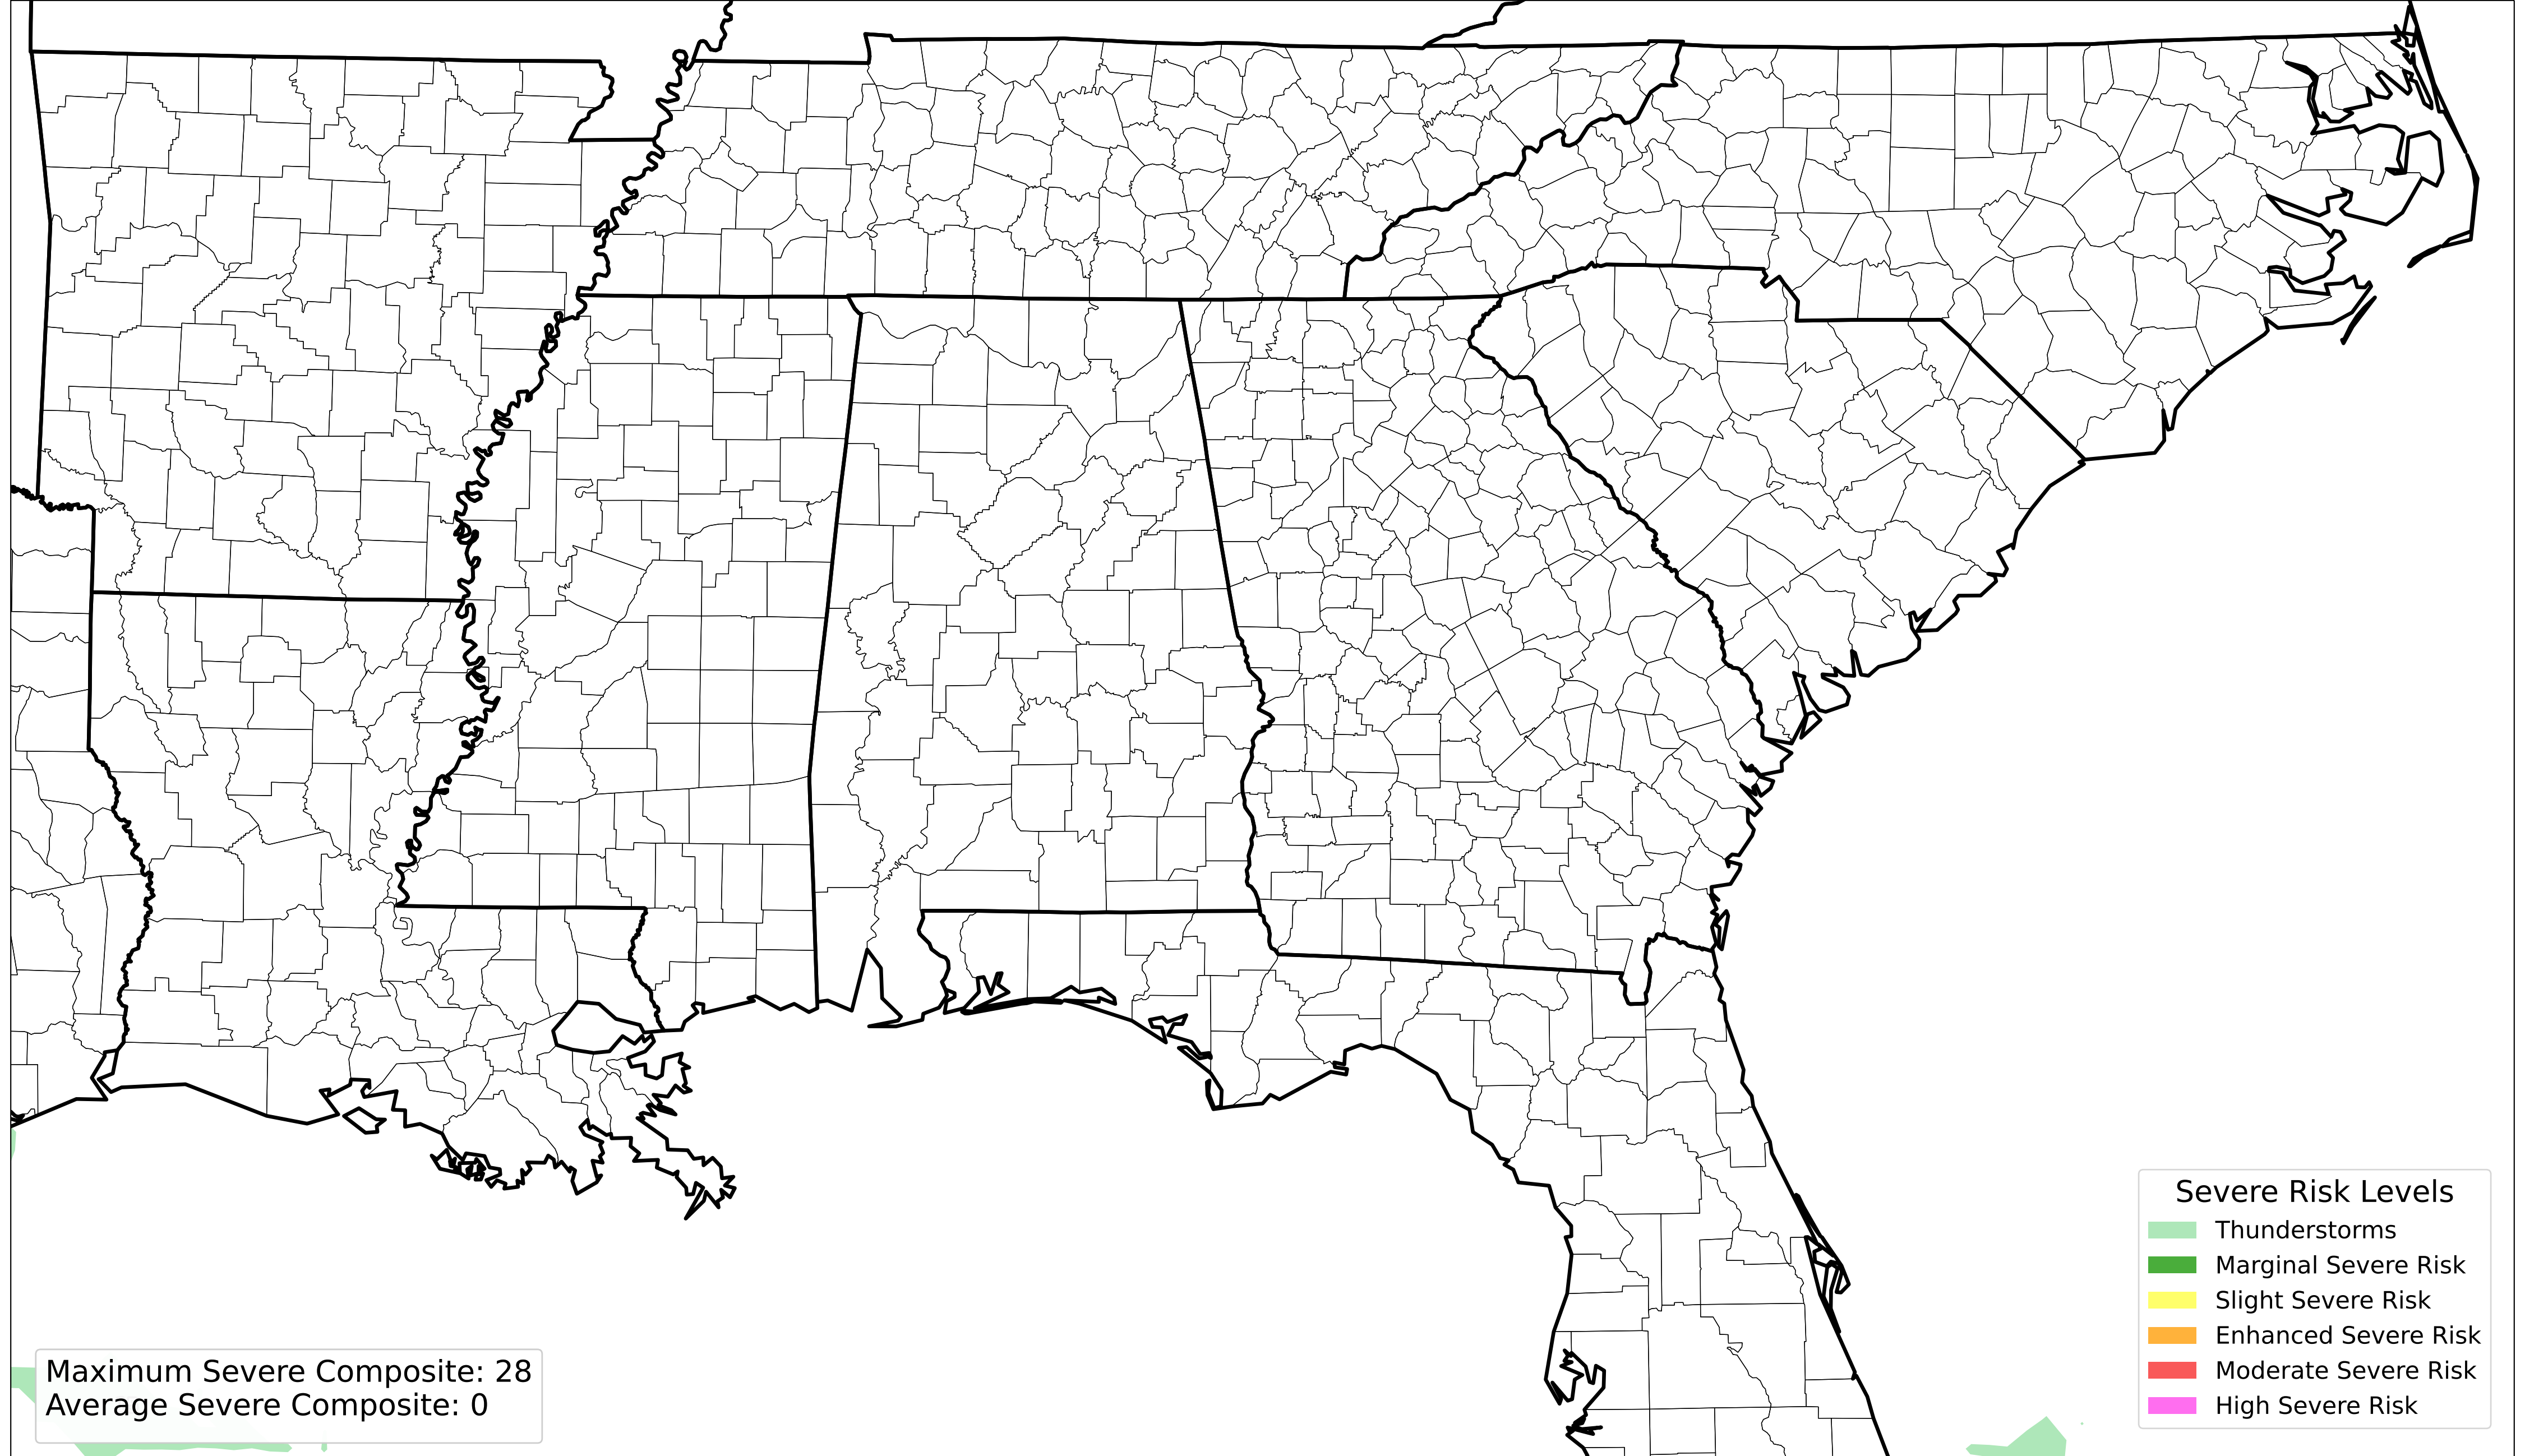 Severe Risk Levels
Thunderstorms
Marginal Severe Risk
Slight Severe Risk
Enhanced Severe Risk
Moderate Severe Risk
High Severe Risk
Maximum Severe Composite: 28
Average Severe Composite: 0